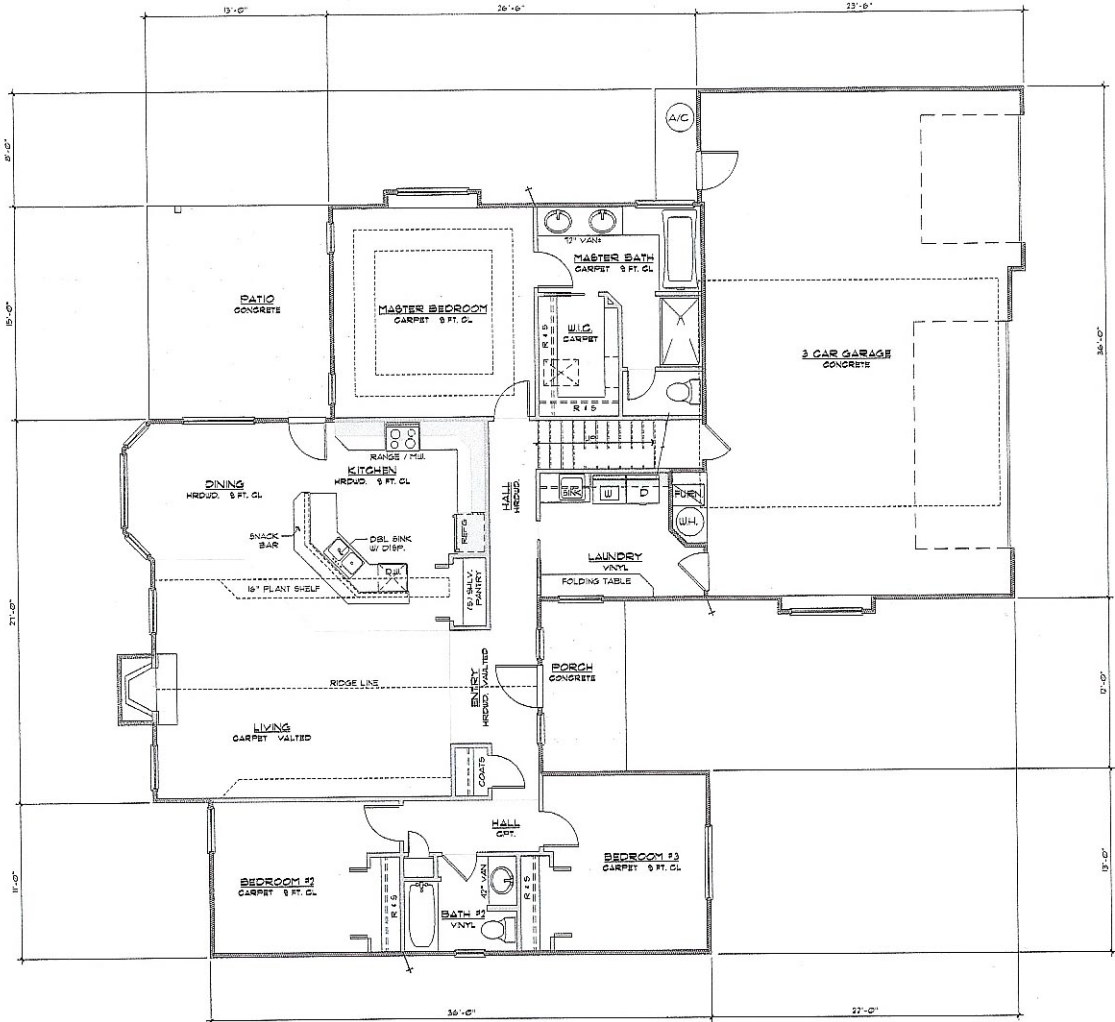 13'-0"
26'-6"
23'-6"
A/C
8'-0"
72" VAN:
MASTER BATH
CARPET 9 FT. CL
PATIO
CONCRETE
MASTER BEDROOM
CARPET 9 FT. CL
R & S
W.I.C.
CARPET
R & S
15'-0"
36'-0"
3 CAR GARAGE
CONCRETE
UP
RANGE / MW.
KITCHEN
HRDWD. 9 FT. CL
DINING
HRDWD. 9 FT. CL
HALL
HRDWD.
SINK
W
D
FURN
W.H.
SNACK
BAR
DBL SINK
W/ DISP.
REFG
LAUNDRY
VINYL
FOLDING TABLE
D.W.
16" PLANT SHELF
(5) SHLV.
PANTRY
27'-0"
PORCH
CONCRETE
ENTRY
HRDWD. VAULTED
RIDGE LINE
12'-0"
LIVING
CARPET VALTED
COATS
HALL
CPT.
BEDROOM #2
CARPET 9 FT. CL
BEDROOM #3
CARPET 9 FT. CL
R & S
42" VAN
R & S
BATH #2
VINYL
11'-0"
13'-0"
36'-0"
22'-0"